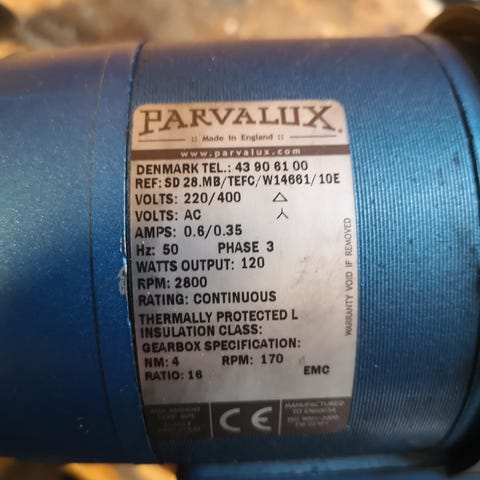 PARVALUX.
:: Made in England ::
www.parvalux.com
DENMARK TEL.: 43 90 61 00
REF: SD 28.MB/TEFC/W14661/10E
VOLTS: 220/400 △
VOLTS: AC
AMPS: 0.6/0.35
Hz: 50 PHASE 3
WATTS OUTPUT: 120
RPM: 2800
RATING: CONTINUOUS
THERMALLY PROTECTED L
INSULATION CLASS:
GEARBOX SPECIFICATION:
NM: 4 RPM: 170
RATIO: 16 EMC
WARRANTY VOID IF REMOVED
MAX AMBIENT
CE
MANUFACTURED